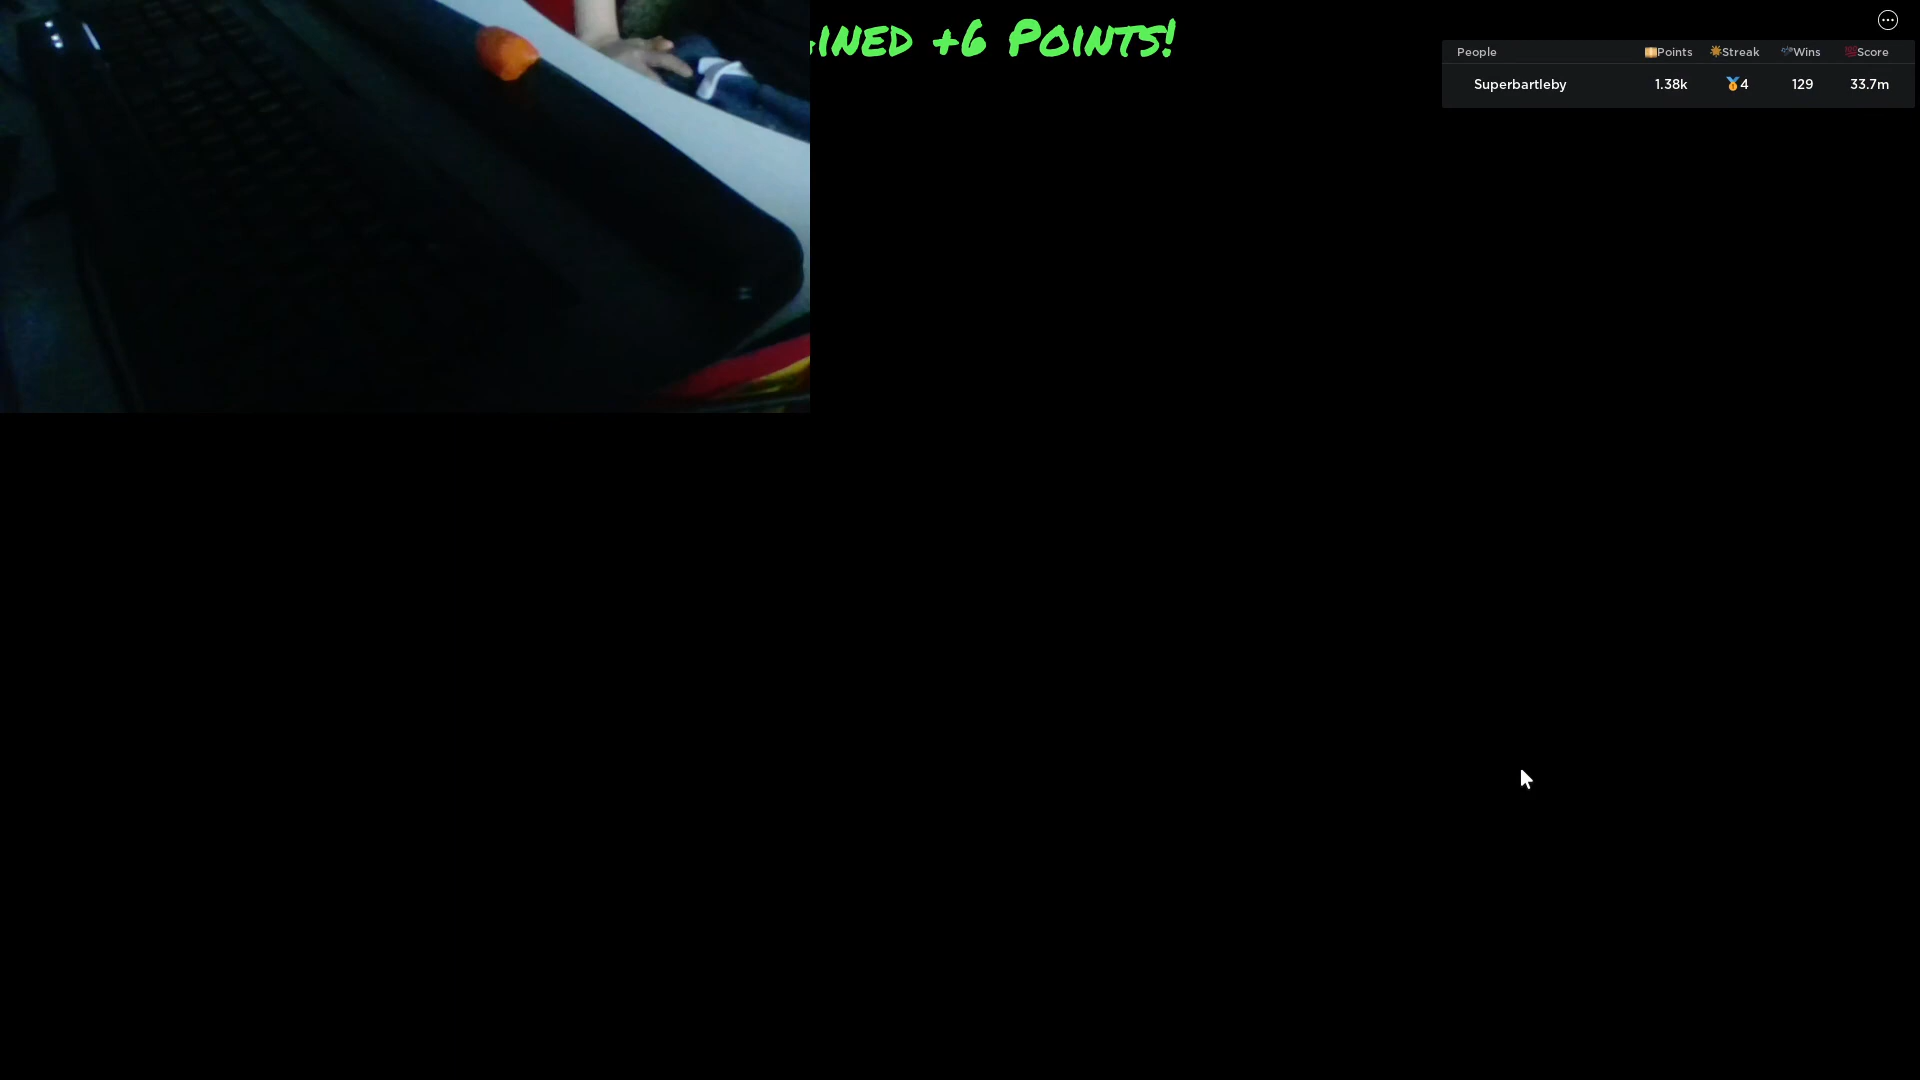 ined +6 Points!
People Points Streak Wins Score
Superbartleby 1.38k 4 129 33.7m